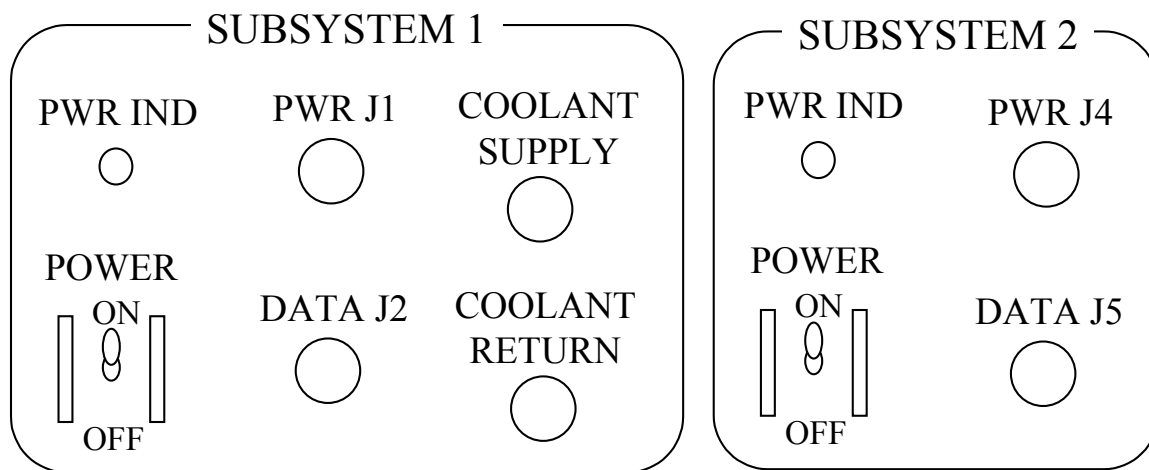 SUBSYSTEM 1
PWR IND
PWR J1
COOLANT
SUPPLY
POWER
ON
OFF
DATA J2
COOLANT
RETURN
SUBSYSTEM 2
PWR IND
PWR J4
POWER
ON
OFF
DATA J5